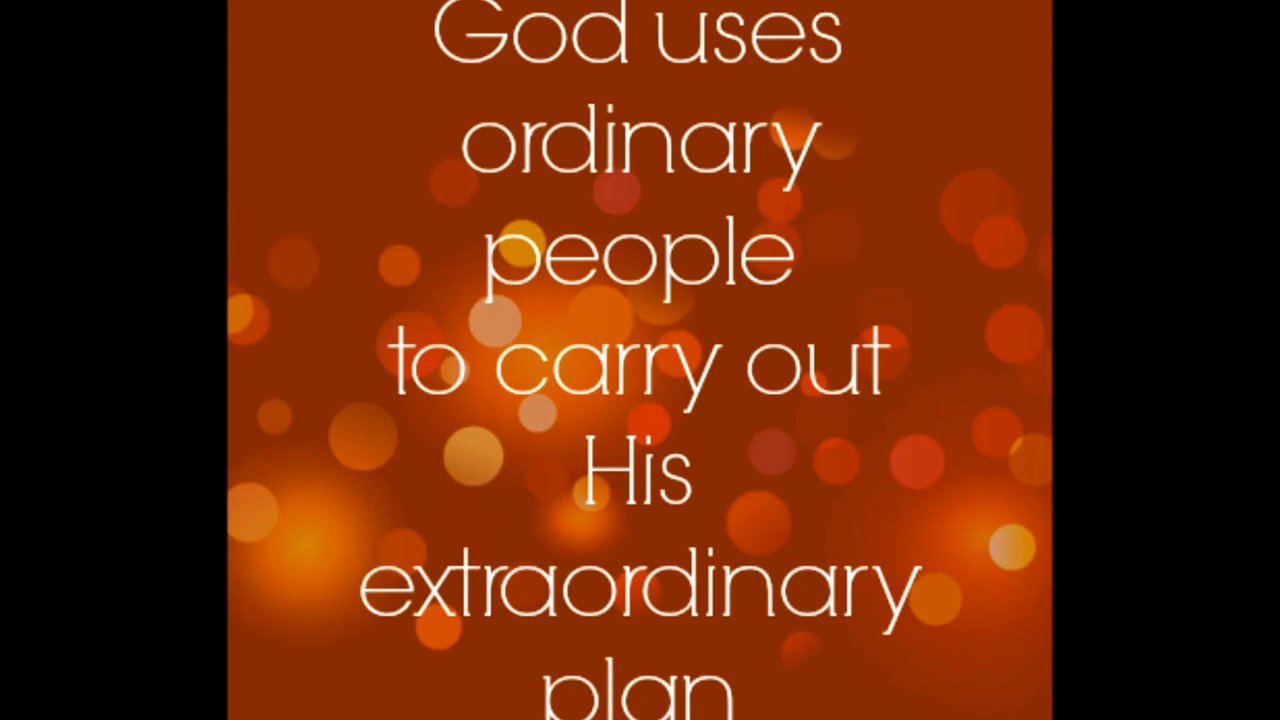 God uses
ordinary
people
to carry out
His
extraordinary
plan